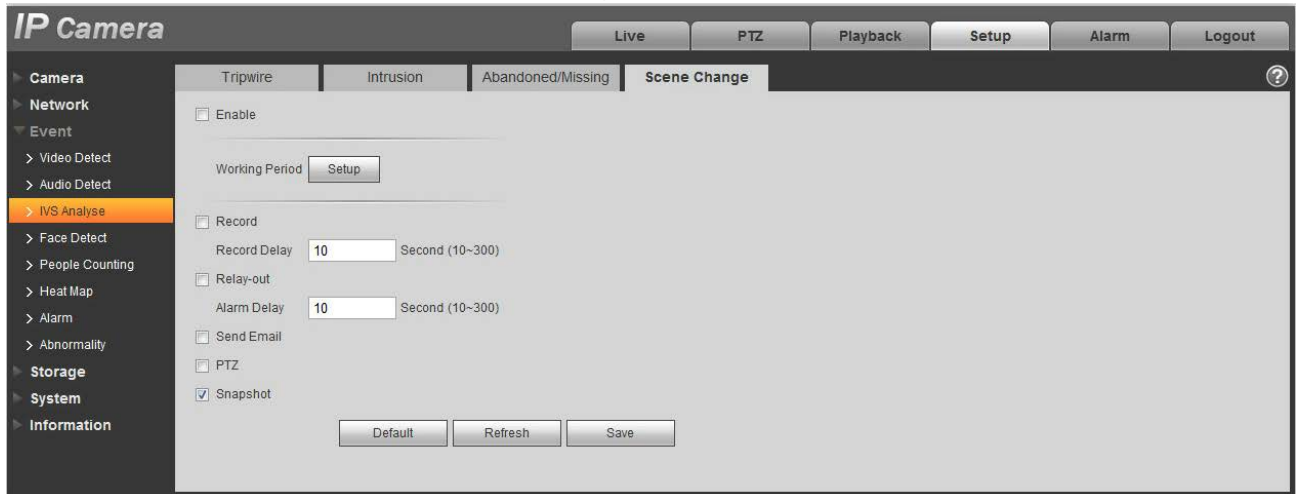 IP Camera
Live PTZ Playback Setup Alarm Logout
Camera
Network
Event
Video Detect
Audio Detect
IVS Analyse
Face Detect
People Counting
Heat Map
Alarm
Abnormality
Storage
System
Information
Tripwire Intrusion Abandoned/Missing Scene Change ?
Enable
Working Period Setup
Record
Record Delay 10 Second (10~300)
Relay-out
Alarm Delay 10 Second (10~300)
Send Email
PTZ
Snapshot
Default Refresh Save